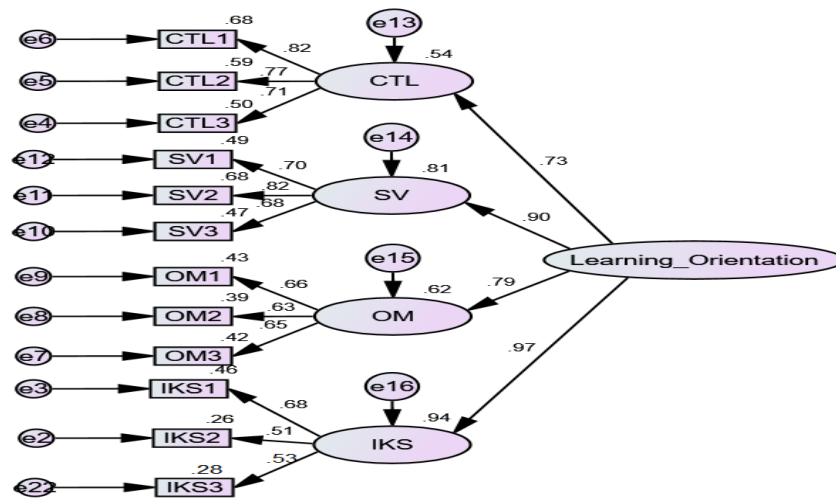 .68
e13
e6
CTL1
.82
.54
.59
e5
CTL2
.77
CTL
.50
.71
e4
CTL3
.49
e14
.73
e12
SV1
.70
.81
.68
e11
SV2
.82
SV
.47
.68
.90
e10
SV3
e15
Learning_Orientation
.43
e9
OM1
.66
.62
.79
.39
e8
OM2
.63
OM
.42
.65
e7
OM3
.97
.46
e3
IKS1
e16
.68
.94
.26
e2
IKS2
.51
IKS
.53
.28
e22
IKS3